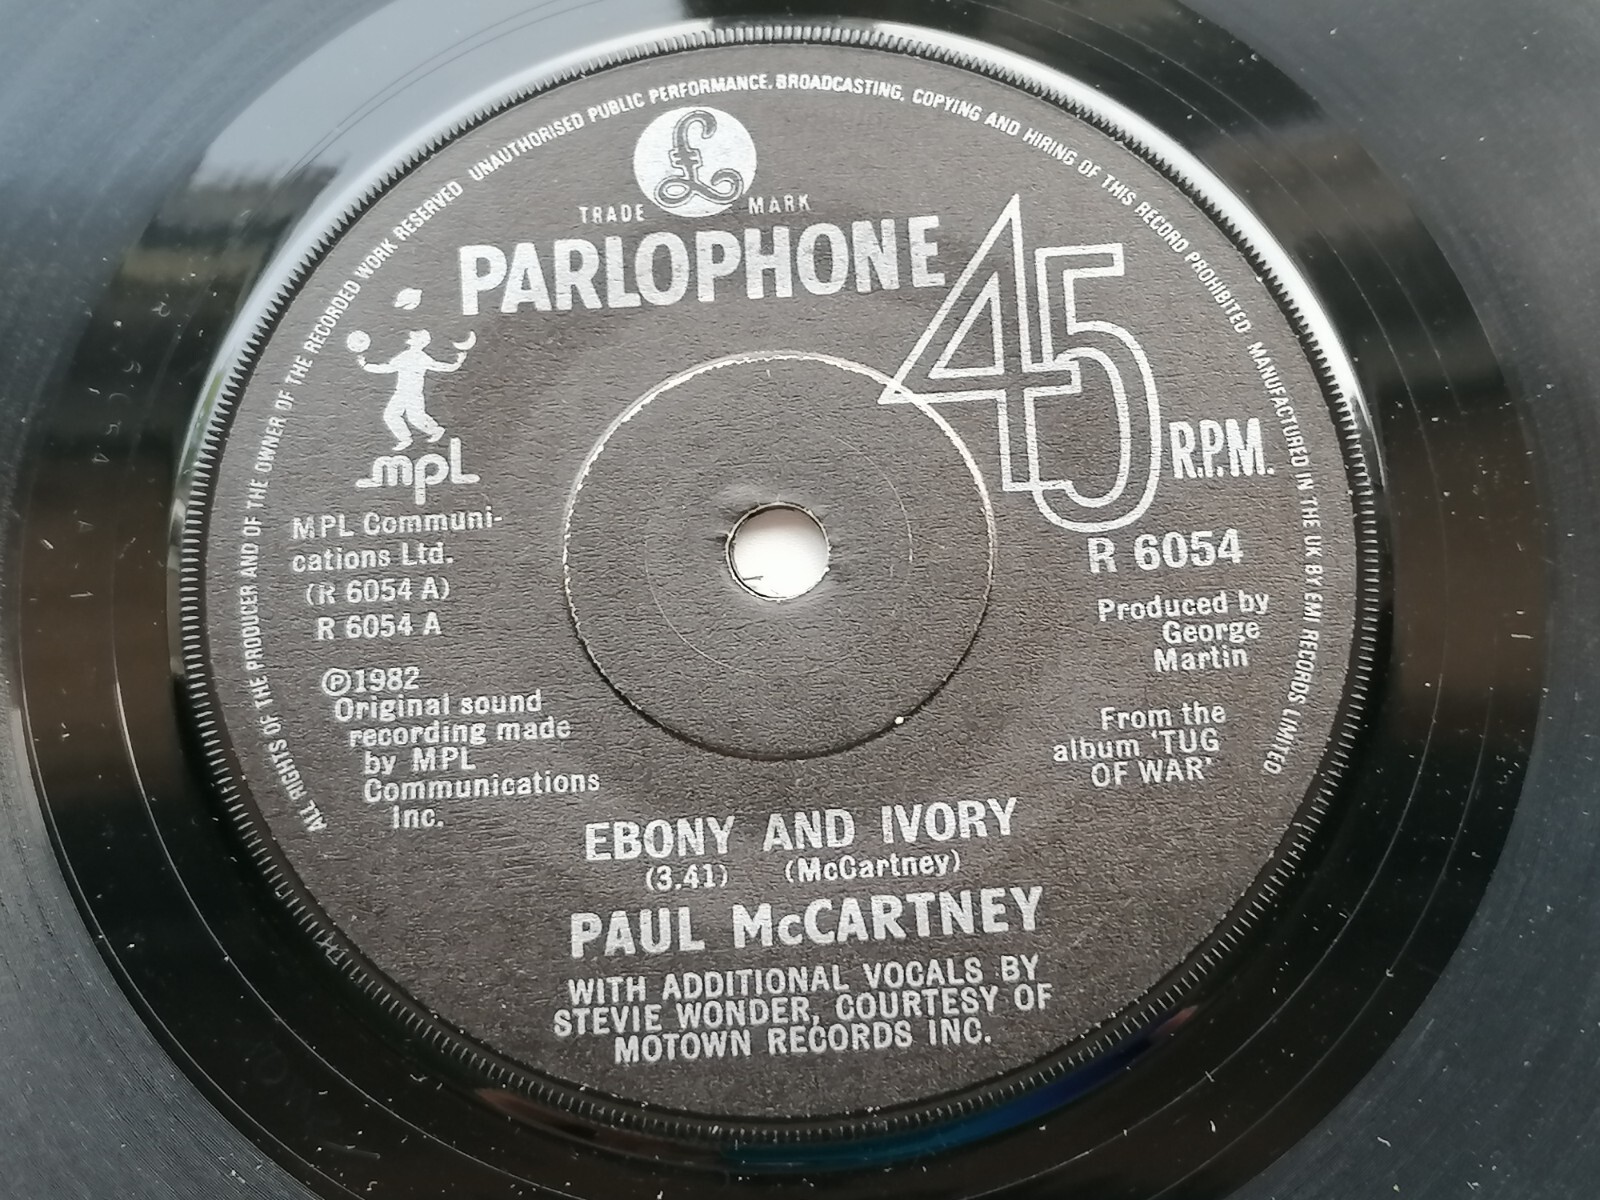 ALL RIGHTS OF THE PRODUCER AND OF THE OWNER OF THE RECORDED WORK RESERVED UNAUTHORISED PUBLIC PERFORMANCE, BROADCASTING, COPYING AND HIRING OF THIS RECORD PROHIBITED. MANUFACTURED IN THE UK BY EMI RECORDS LIMITED.
£
TRADE MARK
PARLOPHONE
45
R.P.M.
mpl
MPL Communi-
cations Ltd.
(R 6054 A)
R 6054 A
℗1982
Original sound
recording made
by MPL
Communications
Inc.
R 6054
Produced by
George
Martin
From the
album 'TUG
OF WAR'
EBONY AND IVORY
(3.41) (McCartney)
PAUL McCARTNEY
WITH ADDITIONAL VOCALS BY
STEVIE WONDER, COURTESY OF
MOTOWN RECORDS INC.